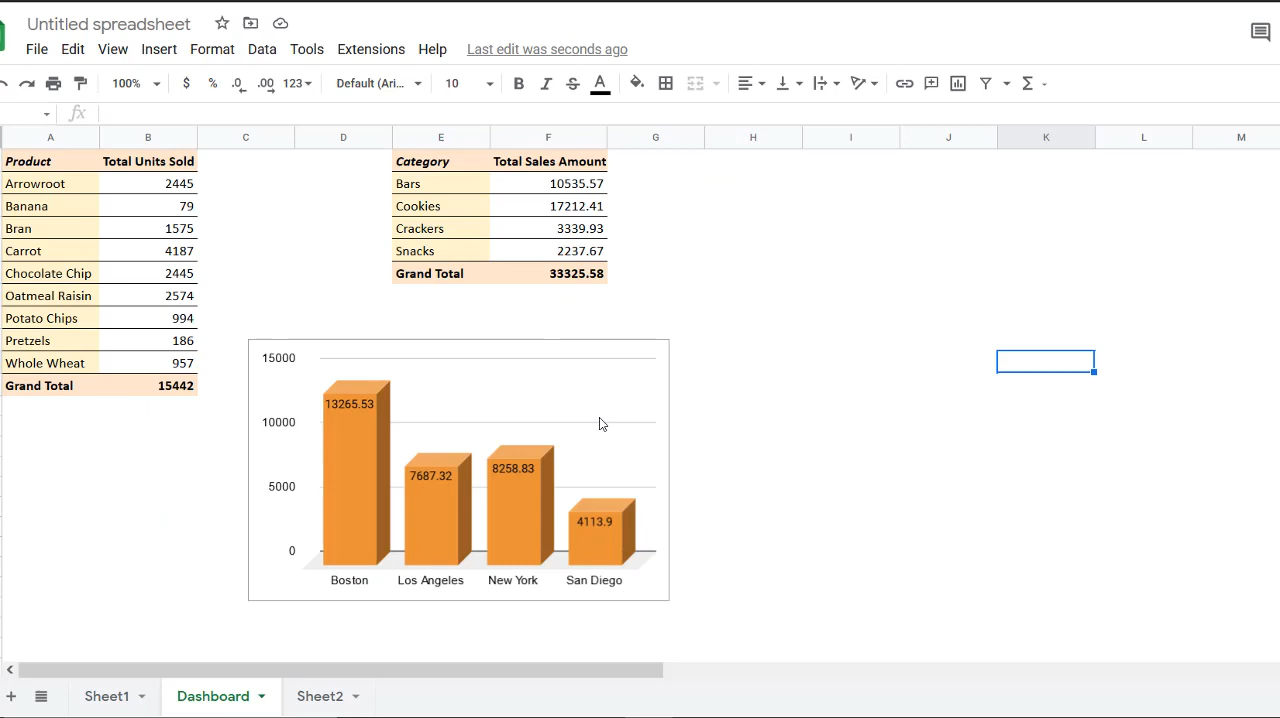 Untitled spreadsheet
File Edit View Insert Format Data Tools Extensions Help Last edit was seconds ago
100% $ % .0 .00 123 Default (Ari... 10 B I S A Σ
fx
A B C D E F G H I J K L M
Product Total Units Sold Category Total Sales Amount
Arrowroot 2445 Bars 10535.57
Banana 79 Cookies 17212.41
Bran 1575 Crackers 3339.93
Carrot 4187 Snacks 2237.67
Chocolate Chip 2445 Grand Total 33325.58
Oatmeal Raisin 2574
Potato Chips 994
Pretzels 186
Whole Wheat 957
Grand Total 15442
15000
10000
5000
0
13265.53
7687.32
8258.83
4113.9
Boston Los Angeles New York San Diego
Sheet1 Dashboard Sheet2